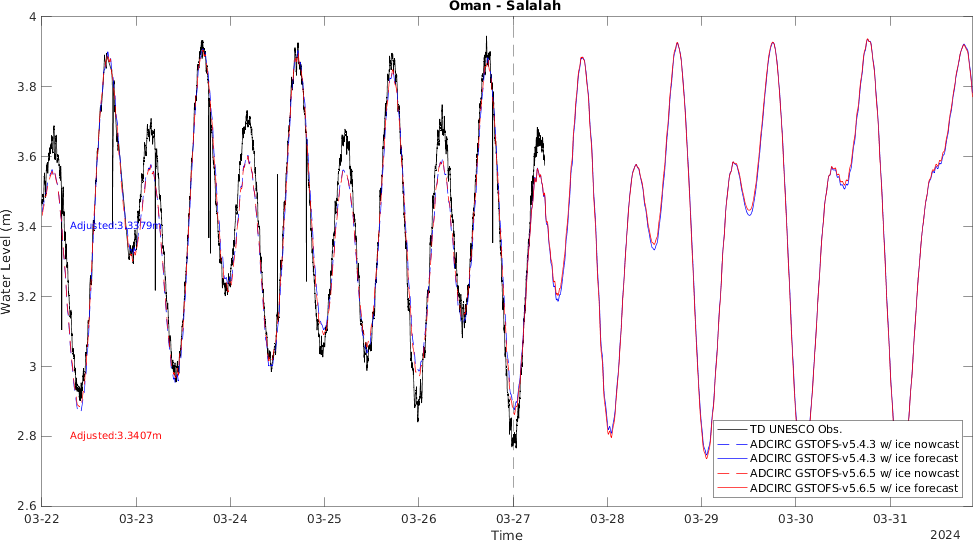 Oman - Salalah
Water Level (m)
4
3.8
3.6
3.4
3.2
3
2.8
2.6
Adjusted:3.3379m
Adjusted:3.3407m
TD UNESCO Obs.
ADCIRC GSTOFS-v5.4.3 w/ ice nowcast
ADCIRC GSTOFS-v5.4.3 w/ ice forecast
ADCIRC GSTOFS-v5.6.5 w/ ice nowcast
ADCIRC GSTOFS-v5.6.5 w/ ice forecast
03-22 03-23 03-24 03-25 03-26 03-27 03-28 03-29 03-30 03-31
Time
2024